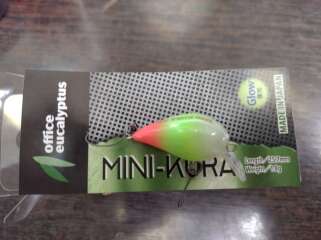 office
eucalyptus
Glow
MADE IN JAPAN
MINI-KURA
Length/
Weight/